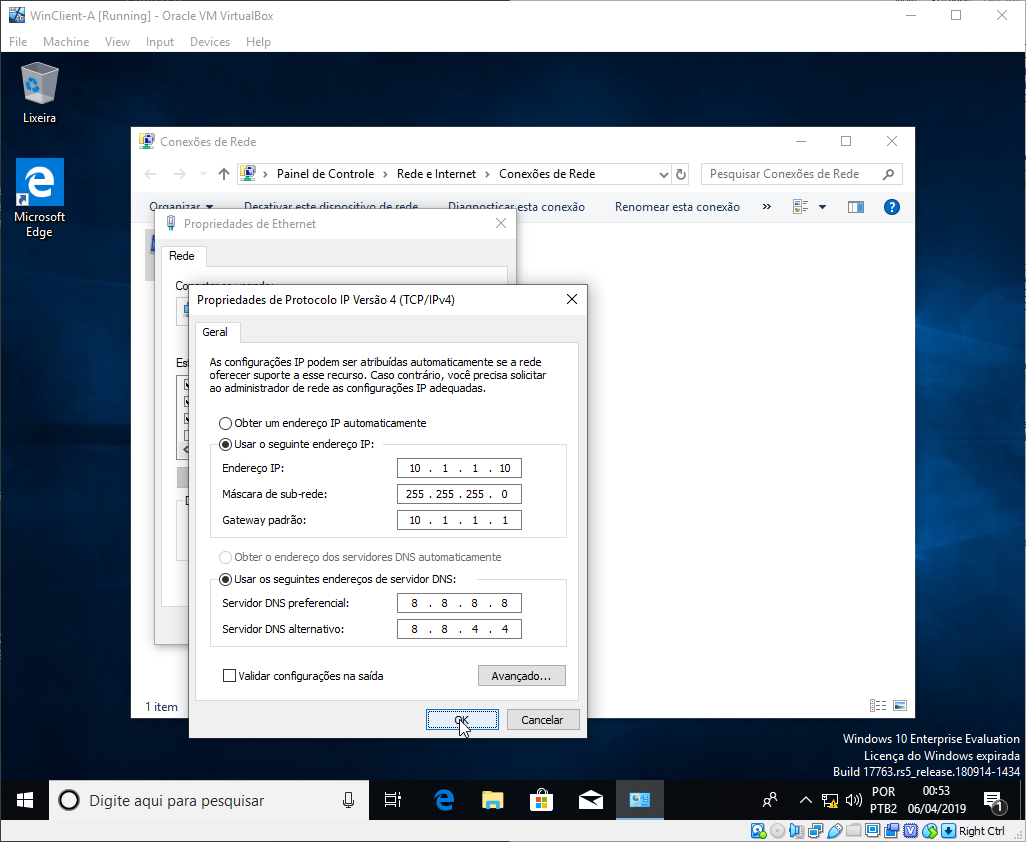 WinClient-A [Running] - Oracle VM VirtualBox
File Machine View Input Devices Help
Lixeira
Microsoft
Edge
Conexões de Rede
Painel de Controle Rede e Internet Conexões de Rede
Pesquisar Conexões de Rede
Organizar Desativar este dispositivo de rede Diagnosticar esta conexão Renomear esta conexão »
Propriedades de Ethernet
Rede
Propriedades de Protocolo IP Versão 4 (TCP/IPv4)
Geral
As configurações IP podem ser atribuídas automaticamente se a rede
oferecer suporte a esse recurso. Caso contrário, você precisa solicitar
ao administrador de rede as configurações IP adequadas.
Obter um endereço IP automaticamente
Usar o seguinte endereço IP:
Endereço IP: 10 . 1 . 1 . 10
Máscara de sub-rede: 255 . 255 . 255 . 0
Gateway padrão: 10 . 1 . 1 . 1
Obter o endereço dos servidores DNS automaticamente
Usar os seguintes endereços de servidor DNS:
Servidor DNS preferencial: 8 . 8 . 8 . 8
Servidor DNS alternativo: 8 . 8 . 4 . 4
Validar configurações na saída
Avançado...
OK Cancelar
1 item
Windows 10 Enterprise Evaluation
Licença do Windows expirada
Build 17763.rs5_release.180914-1434
Digite aqui para pesquisar
POR
PTB2
00:53
06/04/2019
1
Right Ctrl